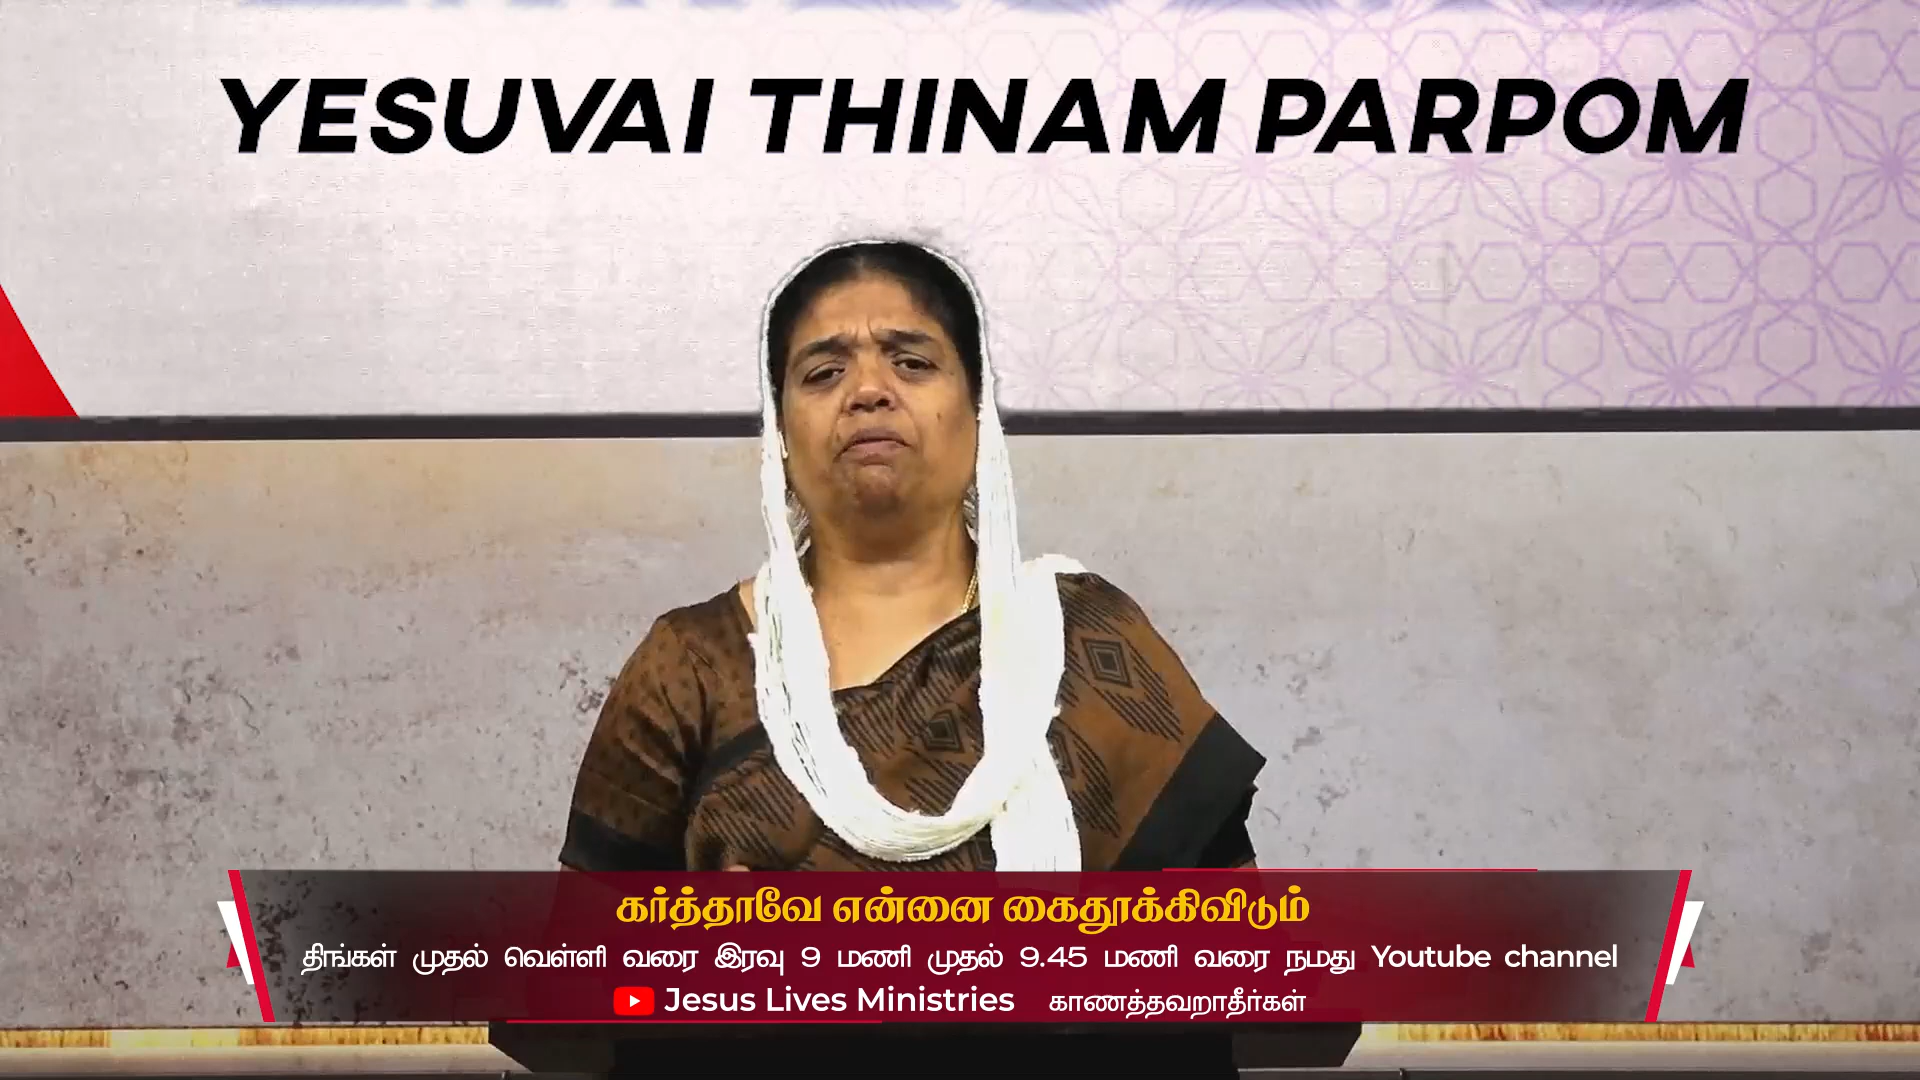 YESUVAI THINAM PARPOM
கர்த்தாவே என்னை கைதூக்கிவிடும்
திங்கள் முதல் வெள்ளி வரை இரவு 9 மணி முதல் 9.45 மணி வரை நமது Youtube channel
Jesus Lives Ministries காணத்தவறாதீர்கள்